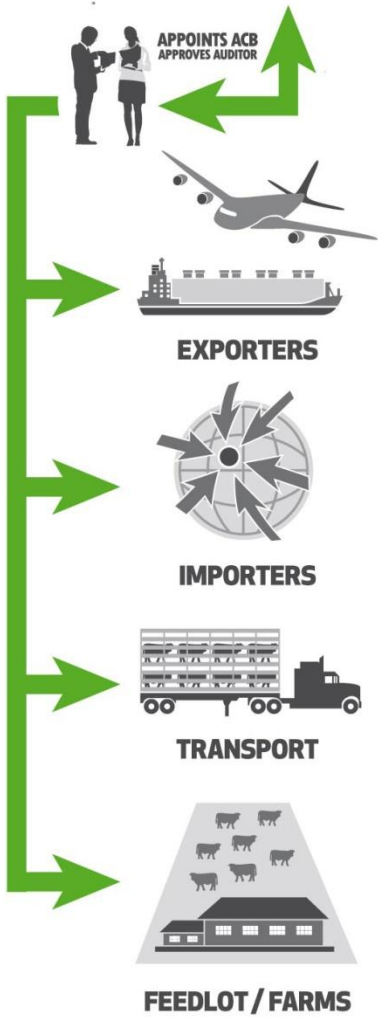 APPOINTS ACB
APPROVES AUDITOR
EXPORTERS
IMPORTERS
TRANSPORT
FEEDLOT / FARMS